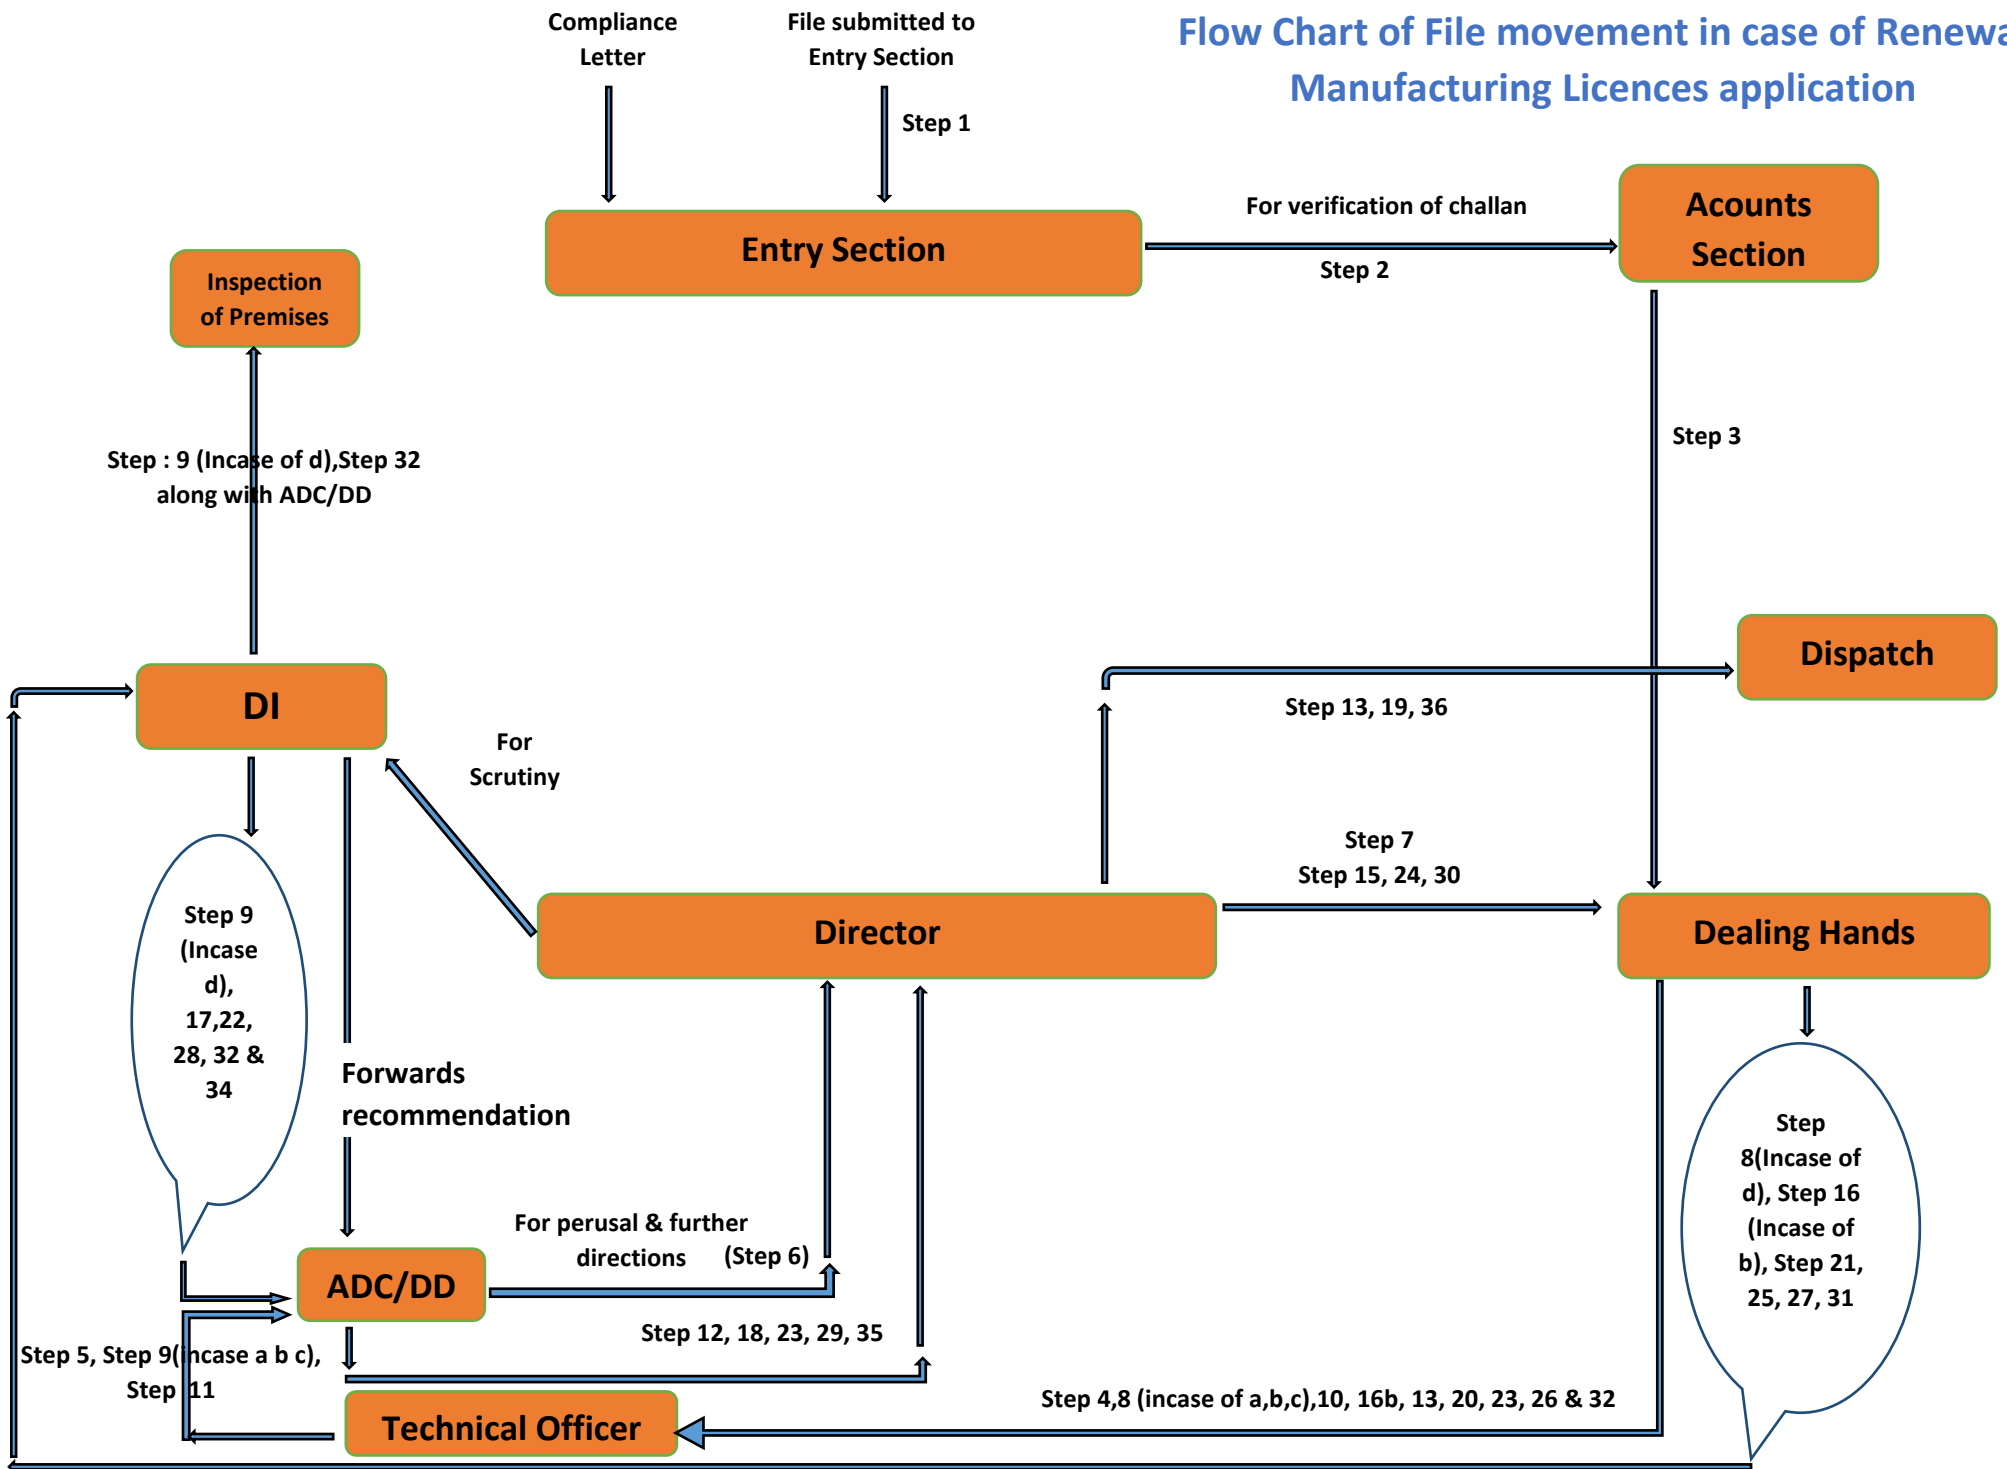 Compliance
Letter
File submitted to
Entry Section
Flow Chart of File movement in case of Renewa
Manufacturing Licences application
Step 1
Entry Section
For verification of challan
Step 2
Acounts
Section
Inspection
of Premises
Step 3
Step : 9 (Incase of d),Step 32
along with ADC/DD
Dispatch
DI
Step 13, 19, 36
For
Scrutiny
Step 7
Step 15, 24, 30
Director
Dealing Hands
Step 9
(Incase
d),
17,22,
28, 32 &
34
Forwards
recommendation
Step
8(Incase of
d), Step 16
(Incase of
b), Step 21,
25, 27, 31
For perusal & further
directions
(Step 6)
ADC/DD
Step 12, 18, 23, 29, 35
Step 5, Step 9(incase a b c),
Step 11
Step 4,8 (incase of a,b,c),10, 16b, 13, 20, 23, 26 & 32
Technical Officer